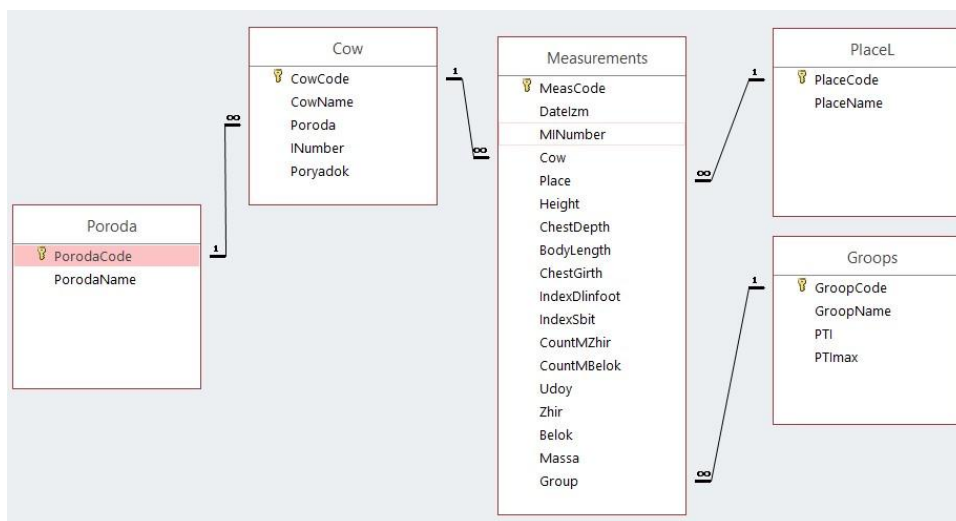 Cow
CowCode
CowName
Poroda
INumber
Poryadok
1
∞
Poroda
PorodaCode
PorodaName
1
∞
Measurements
MeasCode
DateIzm
MINumber
Cow
Place
Height
ChestDepth
BodyLength
ChestGirth
IndexDlinfoot
IndexSbit
CountMZhir
CountMBelok
Udoy
Zhir
Belok
Massa
Group
∞
∞
PlaceL
PlaceCode
PlaceName
1
Groops
GroopCode
GroopName
PTI
PTImax
1